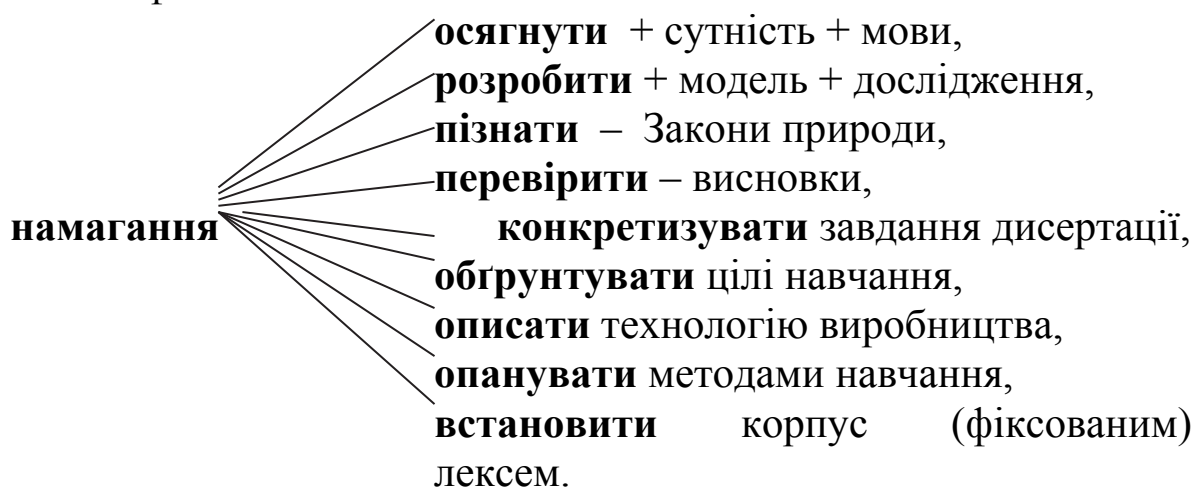 осягнути + сутність + мови,
розробити + модель + дослідження,
пізнати – Закони природи,
перевірити – висновки,
намагання конкретизувати завдання дисертації,
обґрунтувати цілі навчання,
описати технологію виробництва,
опанувати методами навчання,
встановити корпус (фіксованим)
лексем.